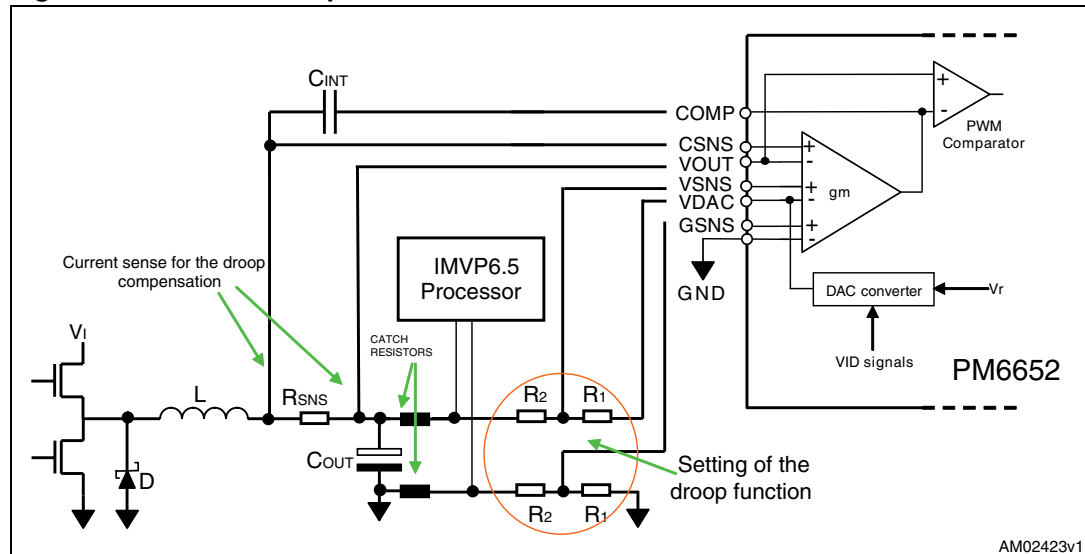 CINT
COMP
+
-
PWM
Comparator
CSNS
VOUT
VSNS
VDAC
GSNS
+
-
+
-
+
-
gm
GND
IMVP6.5
Processor
Current sense for the droop
compensation
DAC converter
Vr
VID signals
PM6652
CATCH
RESISTORS
VI
L
RSNS
R2
R1
COUT
D
R2
R1
Setting of the
droop function
AM02423v1